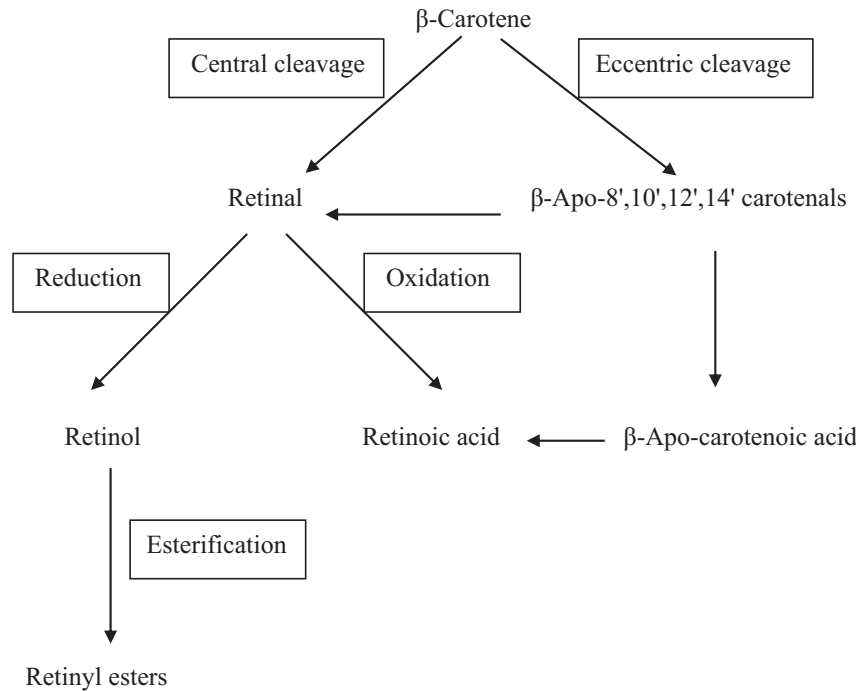 β-Carotene
Central cleavage
Eccentric cleavage
Retinal
β-Apo-8',10',12',14' carotenals
Reduction
Oxidation
Retinol
Retinoic acid
β-Apo-carotenoic acid
Esterification
Retinyl esters